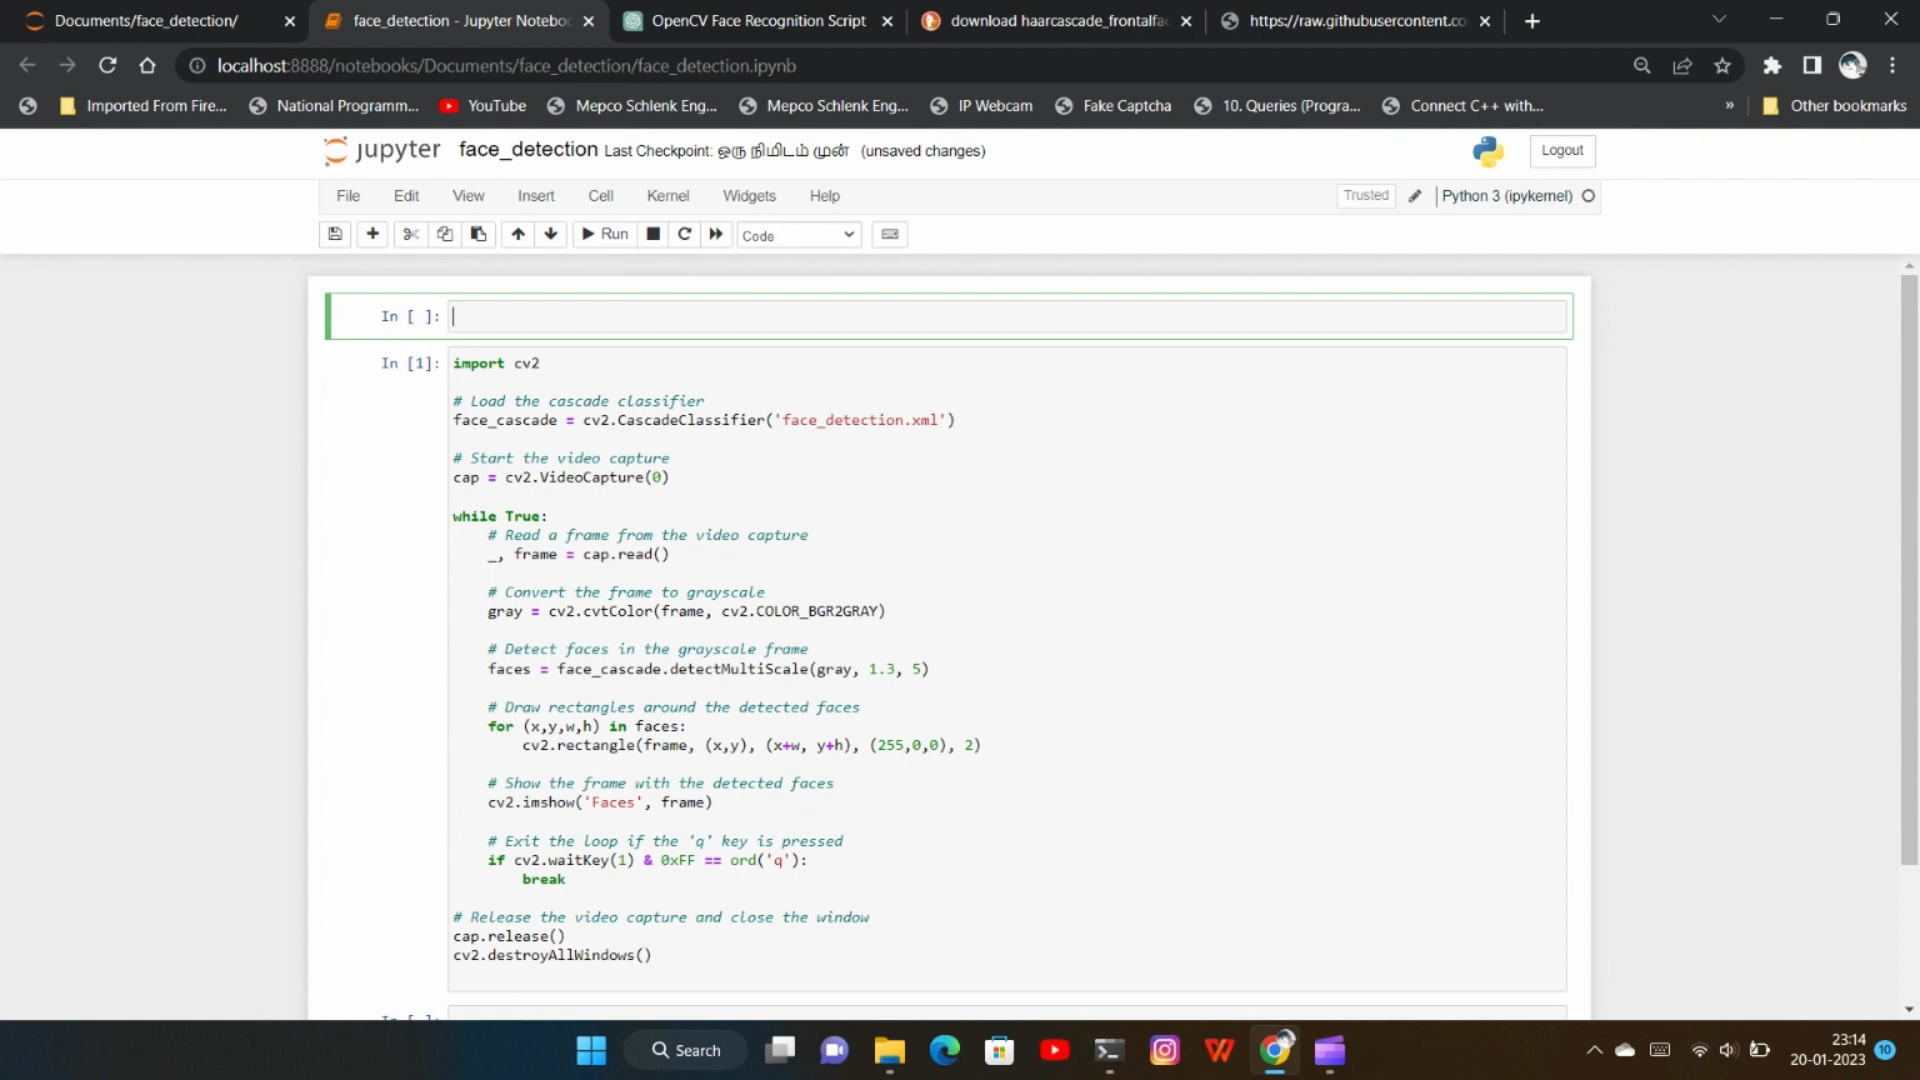 Documents/face_detection/
face_detection - Jupyter Notebo
OpenCV Face Recognition Script
download haarcascade_frontalfa
https://raw.githubusercontent.co
localhost:8888/notebooks/Documents/face_detection/face_detection.ipynb
Imported From Fire...
National Programm...
YouTube
Mepco Schlenk Eng...
Mepco Schlenk Eng...
IP Webcam
Fake Captcha
10. Queries (Progra...
Connect C++ with...
»
Other bookmarks
jupyter
face_detection Last Checkpoint: ஒரு நிமிடம் முன் (unsaved changes)
Logout
File Edit View Insert Cell Kernel Widgets Help
Trusted
Python 3 (ipykernel)
Run
Code
In [ ]:
In [1]:
import cv2
# Load the cascade classifier
face_cascade = cv2.CascadeClassifier('face_detection.xml')
# Start the video capture
cap = cv2.VideoCapture(0)
while True:
# Read a frame from the video capture
_, frame = cap.read()
# Convert the frame to grayscale
gray = cv2.cvtColor(frame, cv2.COLOR_BGR2GRAY)
# Detect faces in the grayscale frame
faces = face_cascade.detectMultiScale(gray, 1.3, 5)
# Draw rectangles around the detected faces
for (x,y,w,h) in faces:
cv2.rectangle(frame, (x,y), (x+w, y+h), (255,0,0), 2)
# Show the frame with the detected faces
cv2.imshow('Faces', frame)
# Exit the loop if the 'q' key is pressed
if cv2.waitKey(1) & 0xFF == ord('q'):
break
# Release the video capture and close the window
cap.release()
cv2.destroyAllWindows()
In [ ]:
Search
23:14
20-01-2023
10